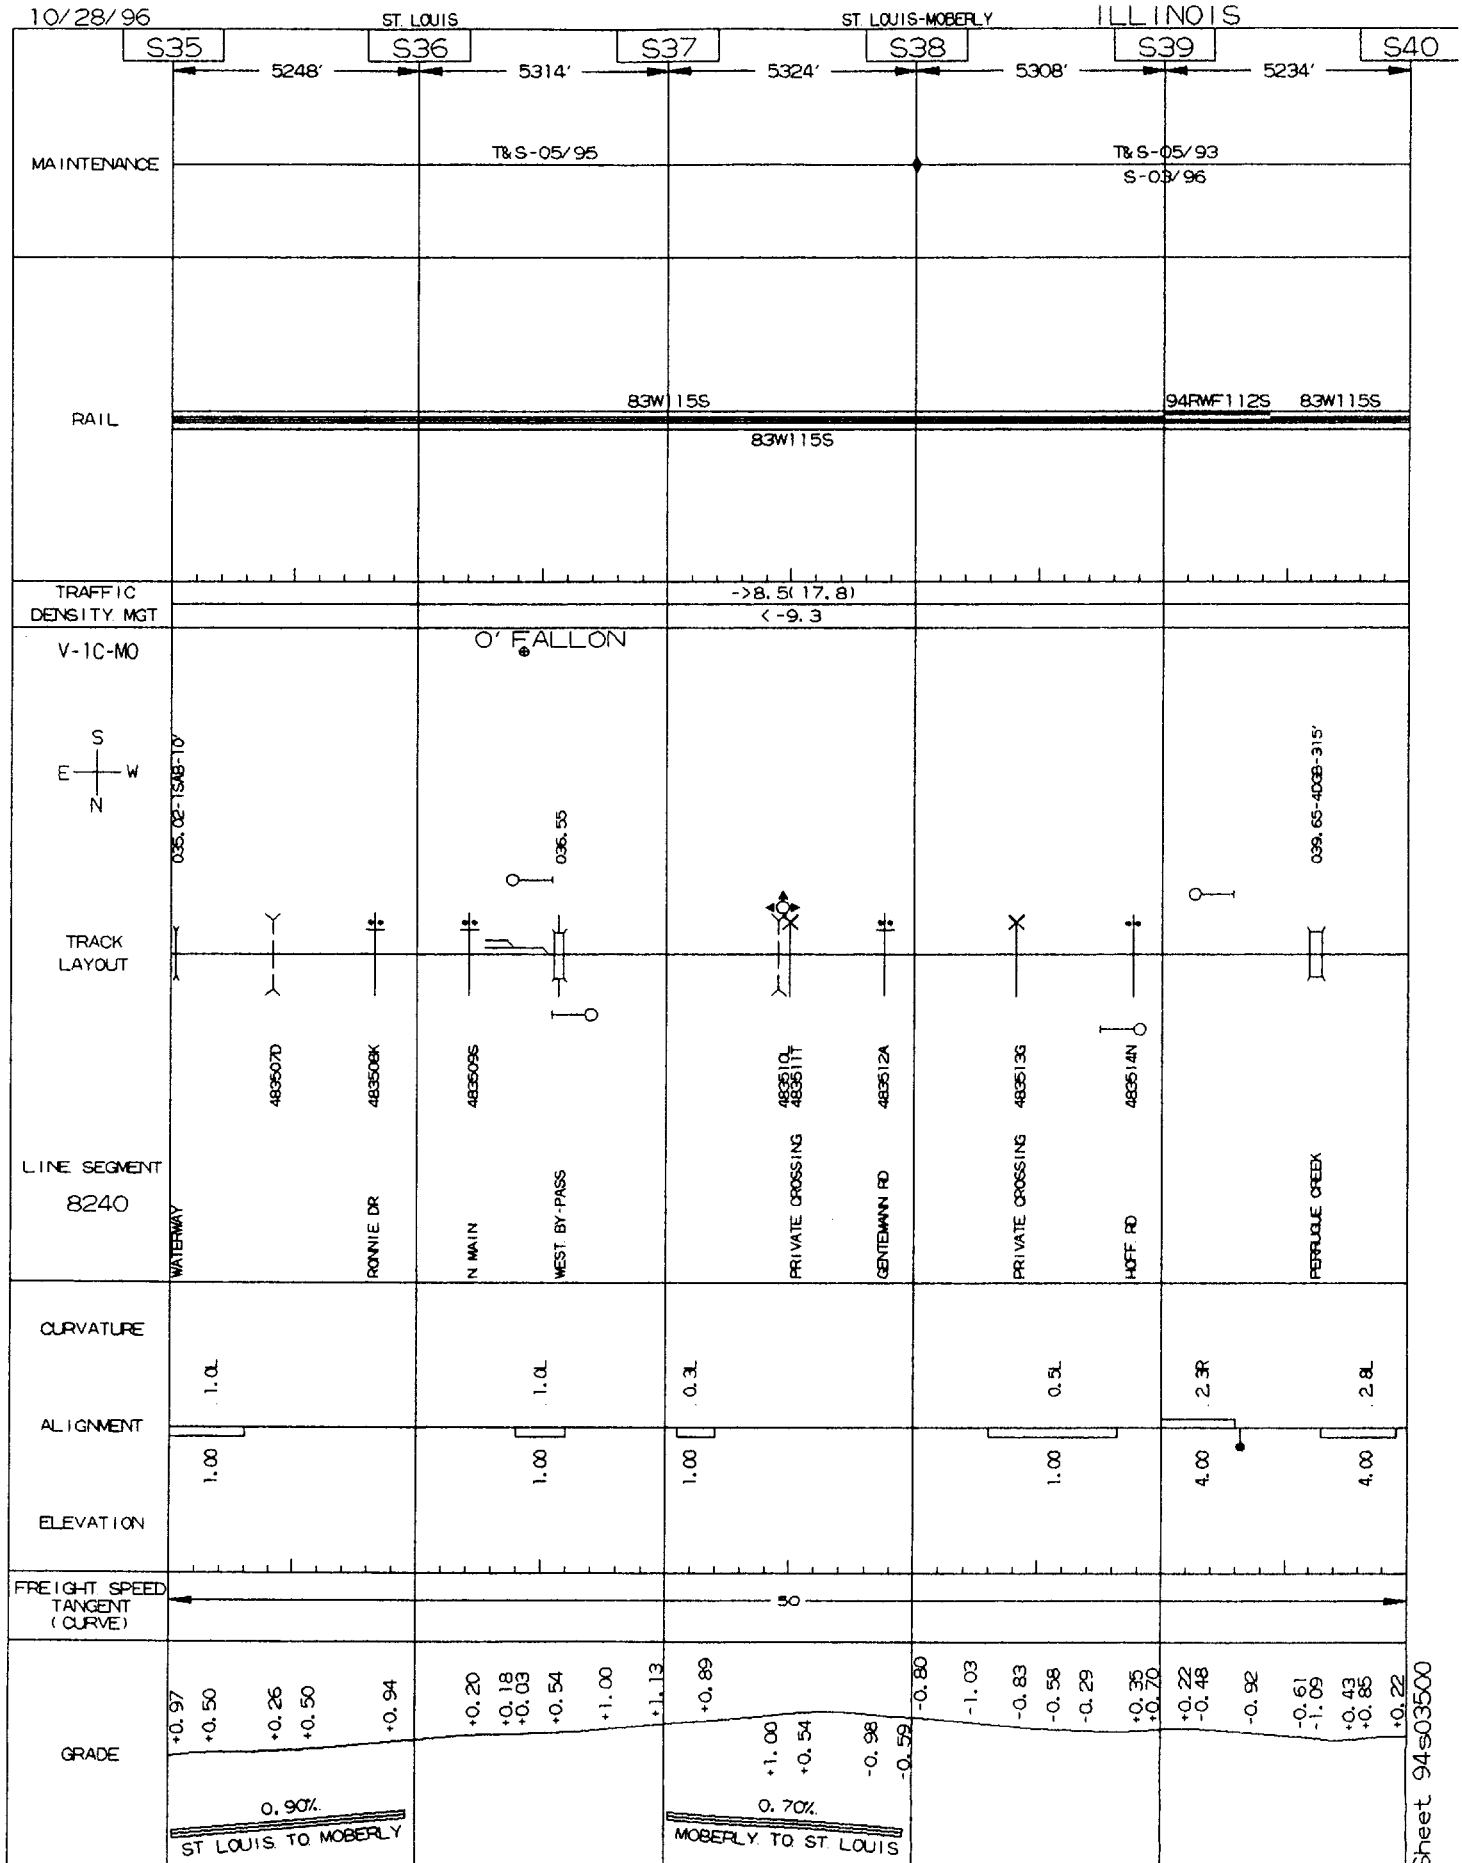 10/28/96 ST. LOUIS ST. LOUIS-MOBERLY ILLINOIS
S35 S36 S37 S38 S39 S40
5248' 5314' 5324' 5308' 5234'
T&S-05/95 T&S-05/93
MAINTENANCE
S-03/96
83W115S 94RWF112S 83W115S
RAIL
83W115S
TRAFFIC ->8.5(17.8)
DENSITY MGT <-9.3
V-1C-MO O'FALLON
S
E W
N
035.02-1SAB-10' 036.55 039.65-4DGB-315'
TRACK
LAYOUT
483507D 483508K 483509S 483510L 483511T 483512A 483513G 483514N
LINE SEGMENT
8240
WATERWAY RONNIE DR N MAIN WEST BY-PASS PRIVATE CROSSING GENTEMANN RD PRIVATE CROSSING HOFF RD PERRUQUE CREEK
CURVATURE
1.0L 1.0L 0.3L 0.5L 2.3R 2.8L
ALIGNMENT
1.00 1.00 1.00 1.00 4.00 4.00
ELEVATION
FREIGHT SPEED
TANGENT 50
(CURVE)
+0.97 +0.50 +0.26 +0.50 +0.94 +0.20 +0.18 +0.03 +0.54 +1.00 +1.13 +0.89 -0.80 -1.03 -0.83 -0.58 -0.29 +0.35 +0.70 +0.22 -0.48 -0.92 -0.61 -1.09 +0.43 +0.85 +0.22
+1.00 +0.54 -0.98 -0.59
GRADE
0.90% 0.70%
ST LOUIS TO MOBERLY MOBERLY TO ST LOUIS
Sheet 94s03500